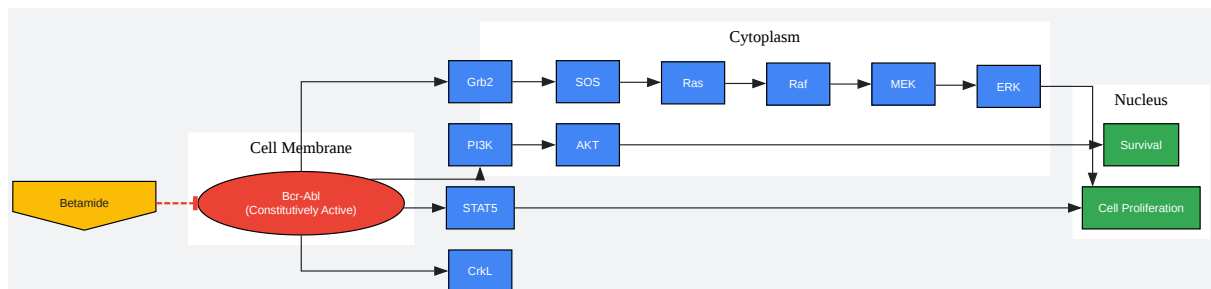 Cytoplasm
Grb2
SOS
Ras
Raf
MEK
ERK
Nucleus
Cell Membrane
PI3K
AKT
Survival
Betamide
Bcr-Abl
(Constitutively Active)
STAT5
Cell Proliferation
CrkL